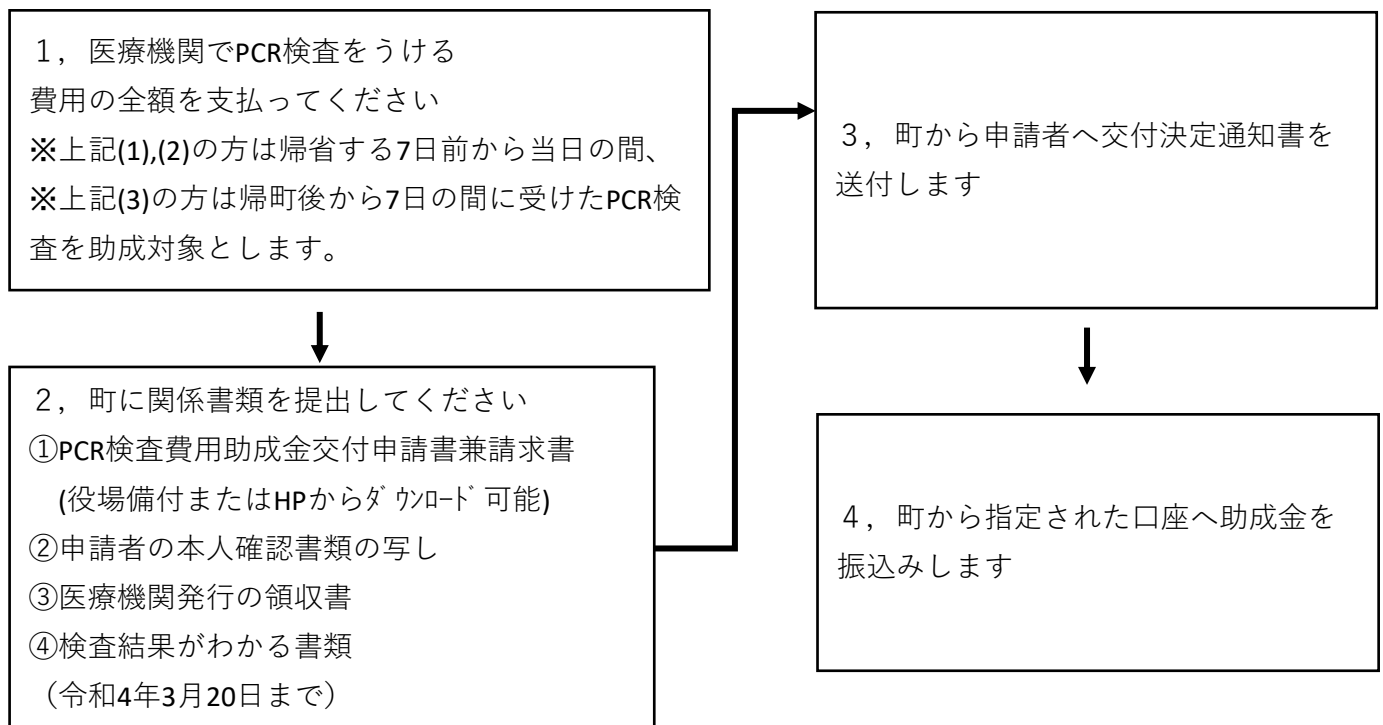 １，医療機関でPCR検査をうける
費用の全額を支払ってください
※上記(1),(2)の方は帰省する7日前から当日の間、
※上記(3)の方は帰町後から7日の間に受けたPCR検
査を助成対象とします。
２，町に関係書類を提出してください
①PCR検査費用助成金交付申請書兼請求書
(役場備付またはHPからﾀﾞｳﾝﾛｰﾄﾞ可能)
②申請者の本人確認書類の写し
③医療機関発行の領収書
④検査結果がわかる書類
（令和4年3月20日まで）
３，町から申請者へ交付決定通知書を
送付します
４，町から指定された口座へ助成金を
振込みします